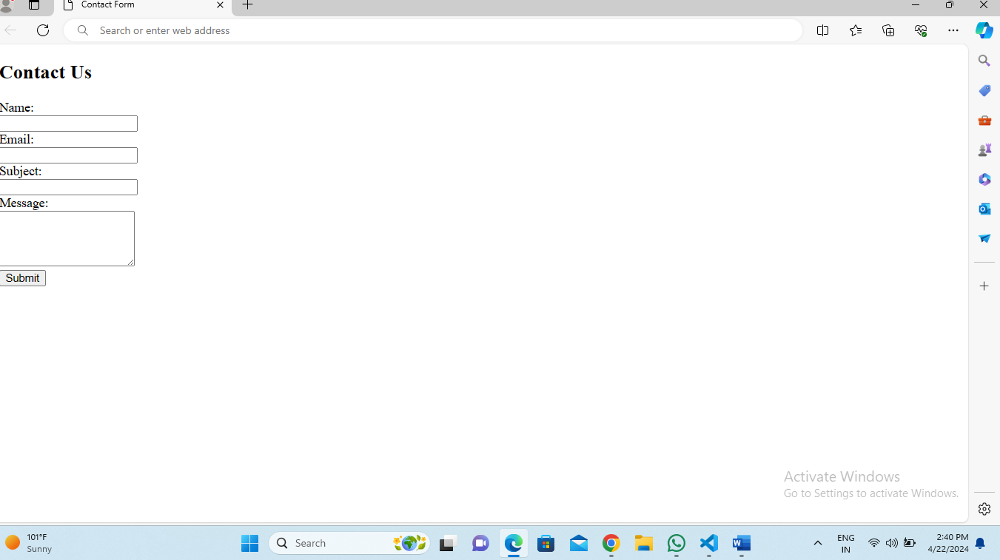 Contact Form
Search or enter web address
Contact Us
Name:
Email:
Subject:
Message:
Submit
Activate Windows
Go to Settings to activate Windows.
101°F
Sunny
Search
ENG
IN
2:40 PM
4/22/2024